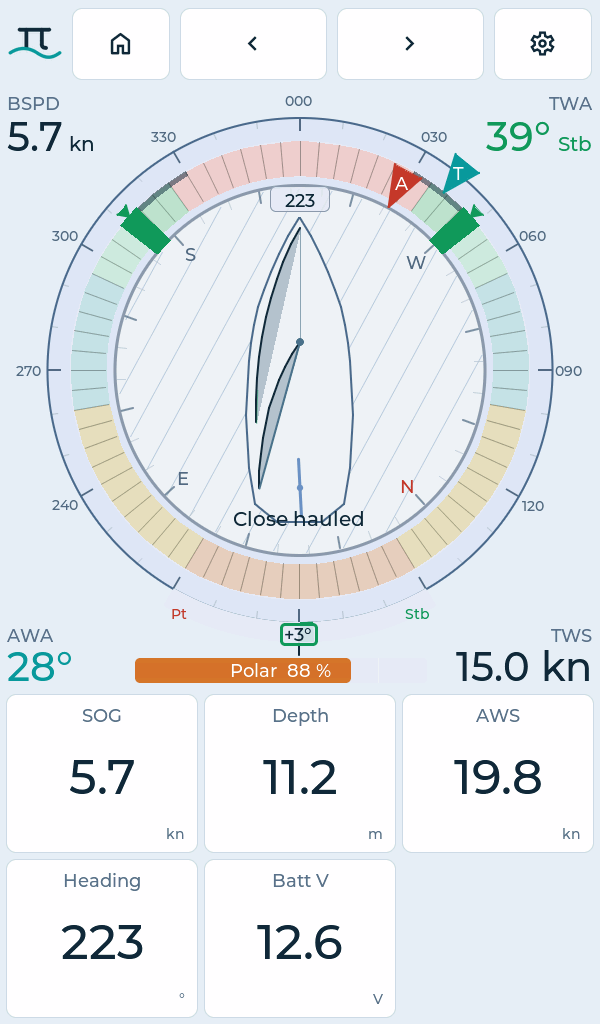 BSPD
5.7 kn
TWA
39° Stb
000
330
030
A
T
223
300
060
S
W
270
090
E
N
240
120
Close hauled
Pt
Stb
+3°
AWA
28°
Polar 88 %
TWS
15.0 kn
SOG
5.7
kn
Depth
11.2
m
AWS
19.8
kn
Heading
223
°
Batt V
12.6
V